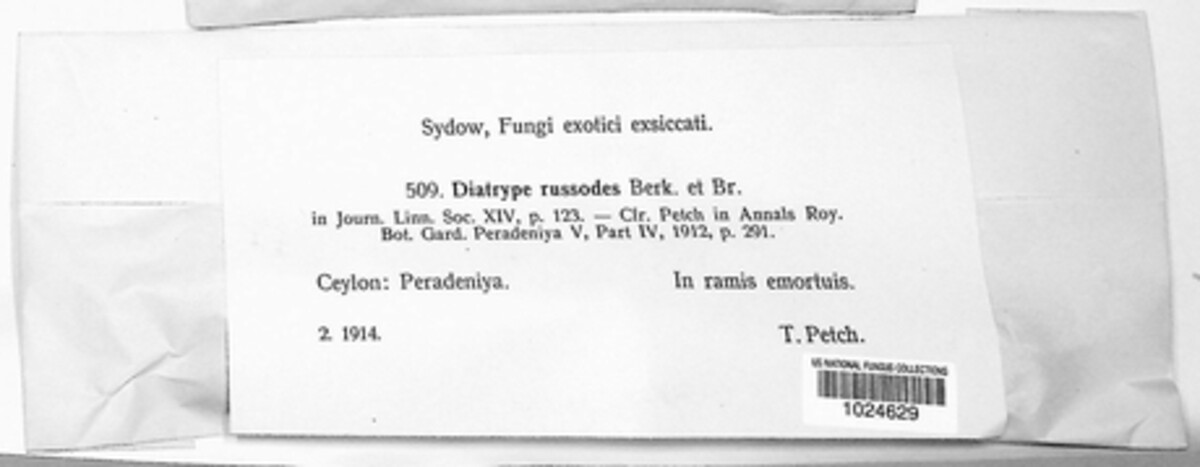 Sydow, Fungi exotici exsiccati.
509. Diatrype russodes Berk. et Br.
in Journ. Linn. Soc. XIV, p. 123. — Cfr. Petch in Annals Roy.
Bot. Gard. Peradeniya V, Part IV, 1912, p. 291.
Ceylon: Peradeniya. In ramis emortuis.
2. 1914. T. Petch.
US NATIONAL FUNGUS COLLECTIONS
1024629